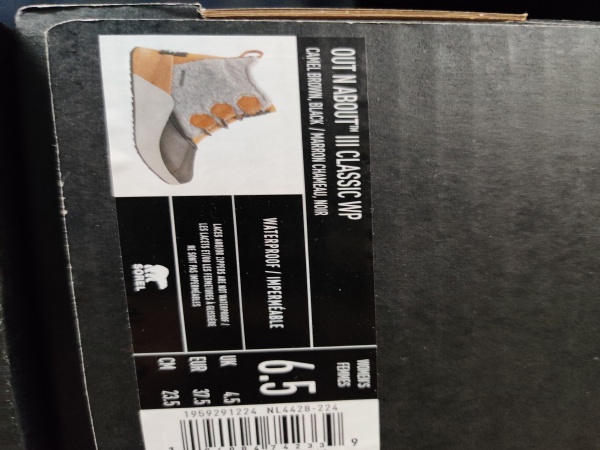 OUT N ABOUT™ III CLASSIC WP
CAMEL BROWN, BLACK / MARRON CHAMEAU, NOIR
WATERPROOF / IMPERMÉABLE
LACES AND/OR ZIPPERS ARE NOT WATERPROOF /
LES LACETS ET/OU LES FERMETURES À GLISSIÈRE
NE SONT PAS IMPERMÉABLES
SOREL
WOMEN'S
FEMMES
6.5
UK 4.5
EUR 37.5
CM 23.5
1959291224 NL4428-224
9